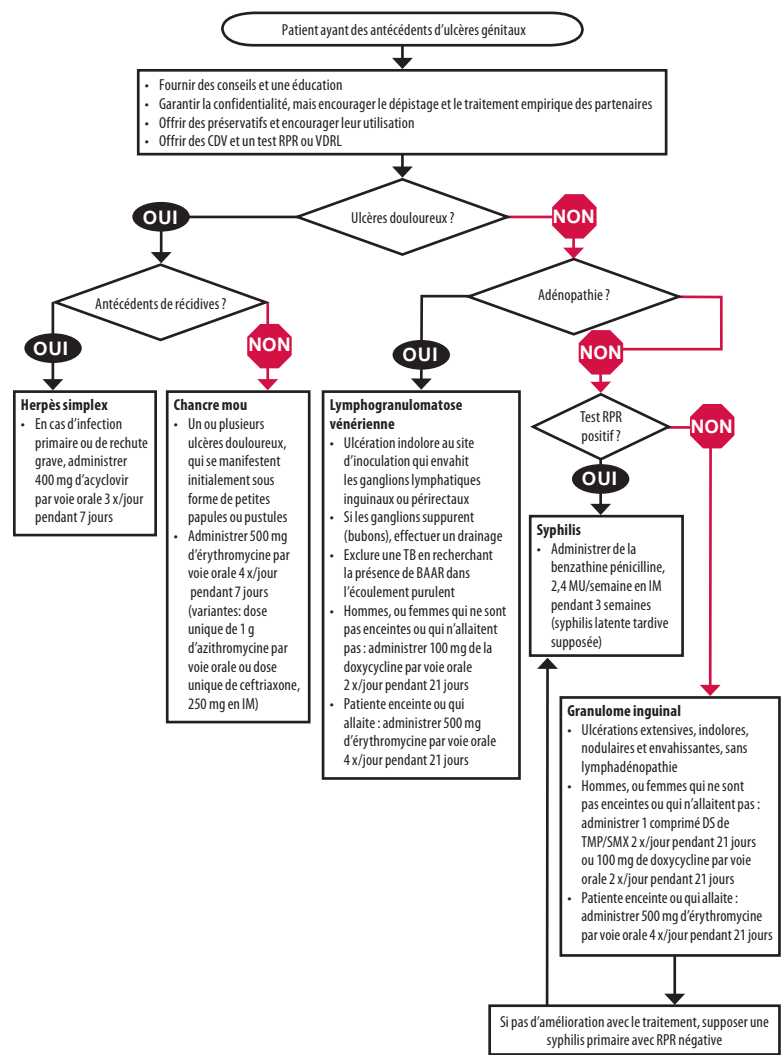 Patient ayant des antécédents d'ulcères génitaux
• Fournir des conseils et une éducation
• Garantir la confidentialité, mais encourager le dépistage et le traitement empirique des partenaires
• Offrir des préservatifs et encourager leur utilisation
• Offrir des CDV et un test RPR ou VDRL
Ulcères douloureux ?
OUI
NON
Antécédents de récidives ?
Adénopathie ?
OUI
NON
OUI
NON
Herpès simplex
• En cas d'infection
primaire ou de rechute
grave, administrer
400 mg d'acyclovir
par voie orale 3 x/jour
pendant 7 jours
Chancre mou
• Un ou plusieurs
ulcères douloureux,
qui se manifestent
initialement sous
forme de petites
papules ou pustules
• Administrer 500 mg
d'érythromycine par
voie orale 4 x/jour
pendant 7 jours
(variantes: dose
unique de 1 g
d'azithromycine par
voie orale ou dose
unique de ceftriaxone,
250 mg en IM)
Lymphogranulomatose
vénérienne
• Ulcération indolore au site
d'inoculation qui envahit
les ganglions lymphatiques
inguinaux ou périrectaux
• Si les ganglions suppurent
(bubons), effectuer un drainage
• Exclure une TB en recherchant
la présence de BAAR dans
l'écoulement purulent
• Hommes, ou femmes qui ne sont
pas enceintes ou qui n'allaitent
pas : administrer 100 mg de la
doxycycline par voie orale
2 x/jour pendant 21 jours
• Patiente enceinte ou qui
allaite : administrer 500 mg
d'érythromycine par voie orale
4 x/jour pendant 21 jours
Test RPR
positif ?
NON
OUI
Syphilis
• Administrer de la
benzathine pénicilline,
2,4 MU/semaine en IM
pendant 3 semaines
(syphilis latente tardive
supposée)
Granulome inguinal
• Ulcérations extensives, indolores,
nodulaires et envahissantes, sans
lymphadénopathie
• Hommes, ou femmes qui ne sont
pas enceintes ou qui n'allaitent pas :
administrer 1 comprimé DS de
TMP/SMX 2 x/jour pendant 21 jours
ou 100 mg de doxycycline par voie
orale 2 x/jour pendant 21 jours
• Patiente enceinte ou qui allaite :
administrer 500 mg d'érythromycine
par voie orale 4 x/jour pendant 21 jours
Si pas d'amélioration avec le traitement, supposer une
syphilis primaire avec RPR négative